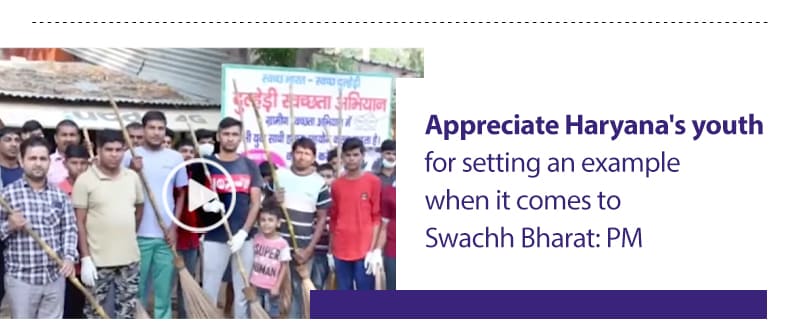 स्वच्छ भारत - स्वच्छ दुल्हेड़ी
दुल्हेड़ी स्वच्छता अभियान
ग्रामीण स्वच्छता अभियान में
SUPER
Appreciate Haryana's youth
for setting an example
when it comes to
Swachh Bharat: PM